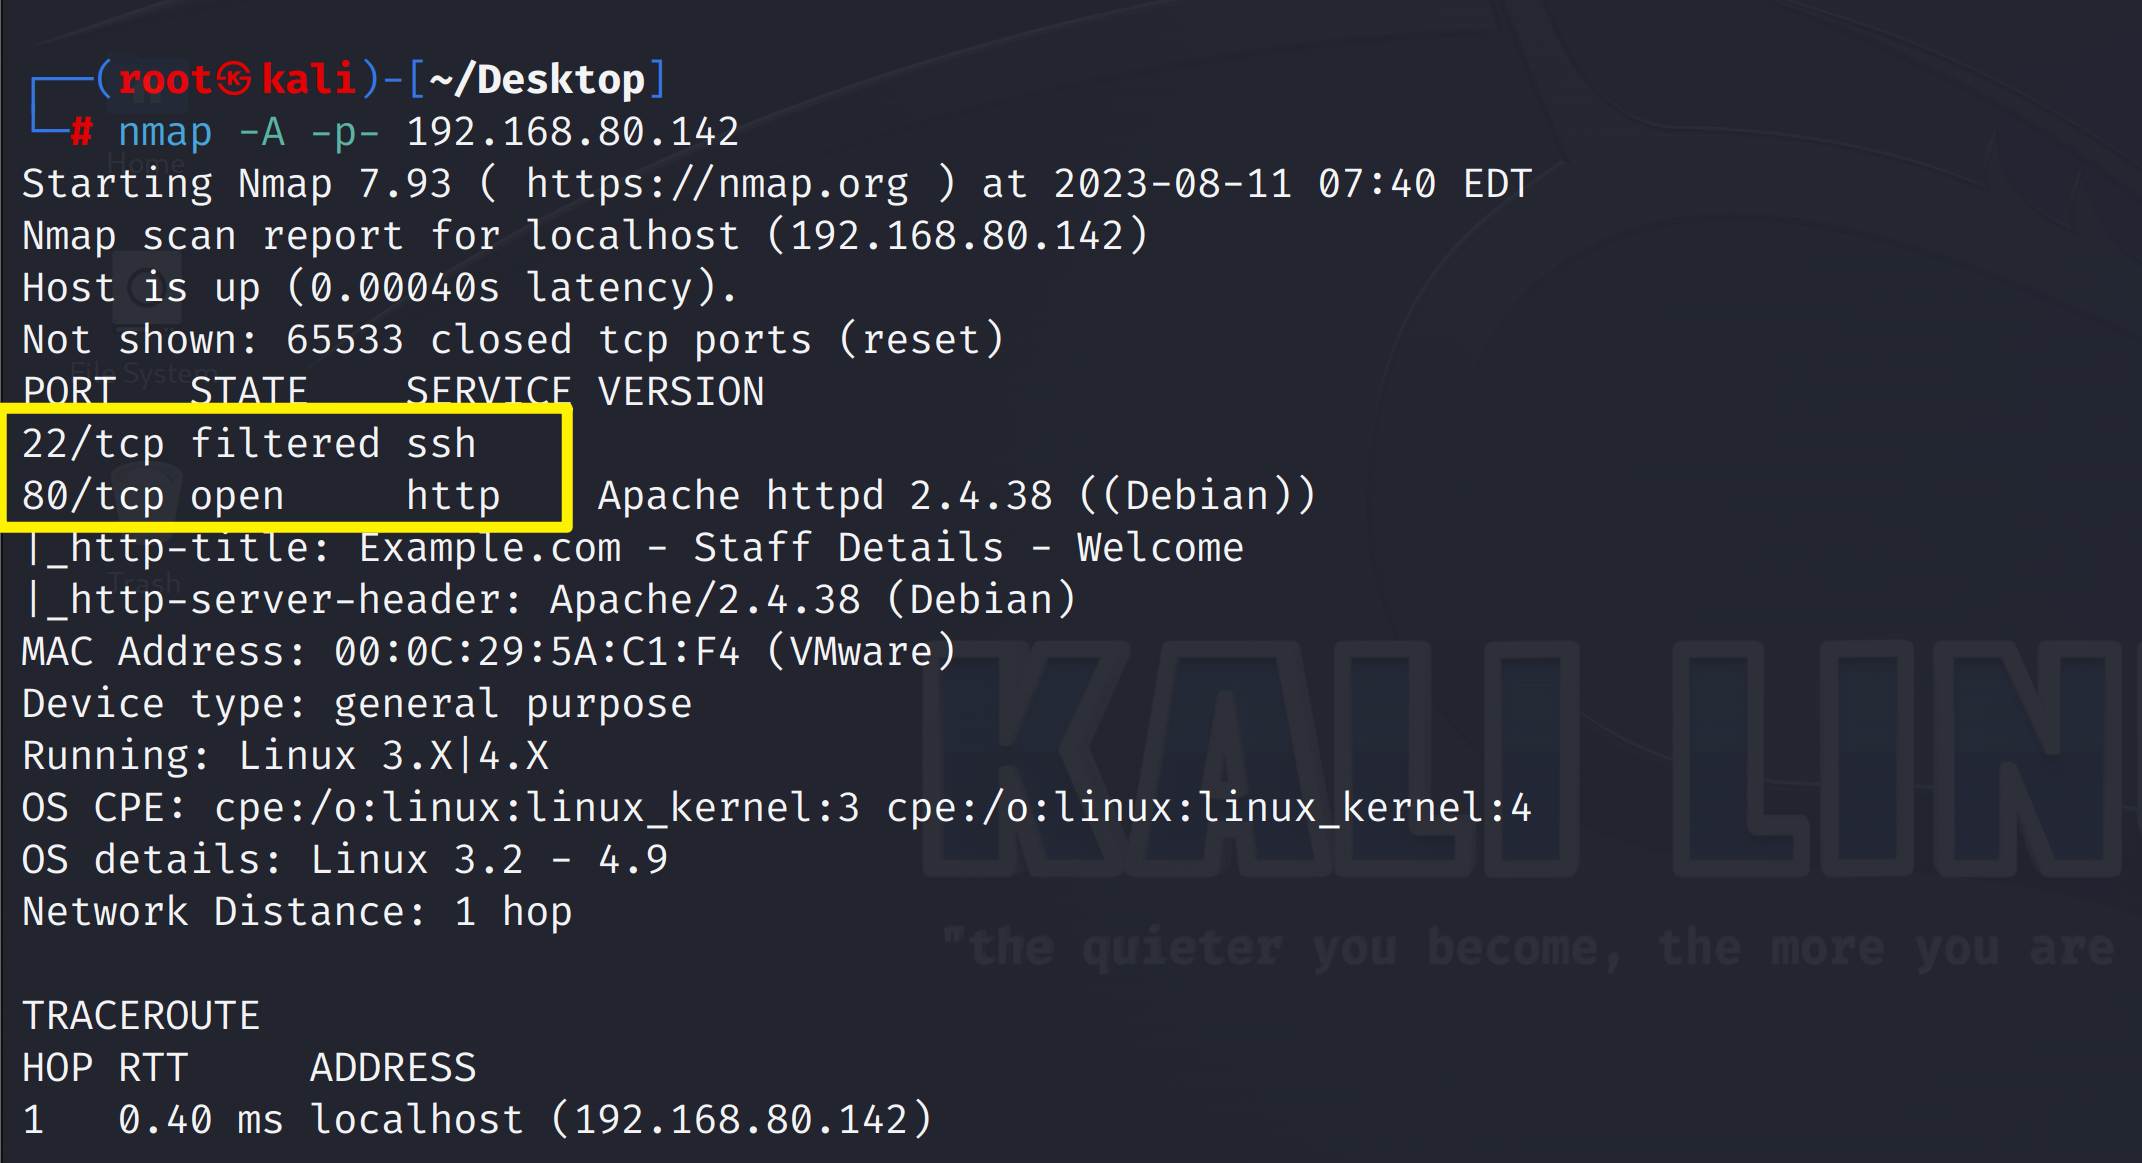 ┌──(root㉿kali)-[~/Desktop]
└─# nmap -A -p- 192.168.80.142
Home
Starting Nmap 7.93 ( https://nmap.org ) at 2023-08-11 07:40 EDT
Nmap scan report for localhost (192.168.80.142)
Host is up (0.00040s latency).
Not shown: 65533 closed tcp ports (reset)
File System
PORT   STATE    SERVICE VERSION
22/tcp filtered ssh
80/tcp open     http    Apache httpd 2.4.38 ((Debian))
|_http-title: Example.com - Staff Details - Welcome
Trash
|_http-server-header: Apache/2.4.38 (Debian)
MAC Address: 00:0C:29:5A:C1:F4 (VMware)
Device type: general purpose
Running: Linux 3.X|4.X
OS CPE: cpe:/o:linux:linux_kernel:3 cpe:/o:linux:linux_kernel:4
OS details: Linux 3.2 - 4.9
Network Distance: 1 hop
KALI LIN
"the quieter you become, the more you are
TRACEROUTE
HOP RTT     ADDRESS
1   0.40 ms localhost (192.168.80.142)